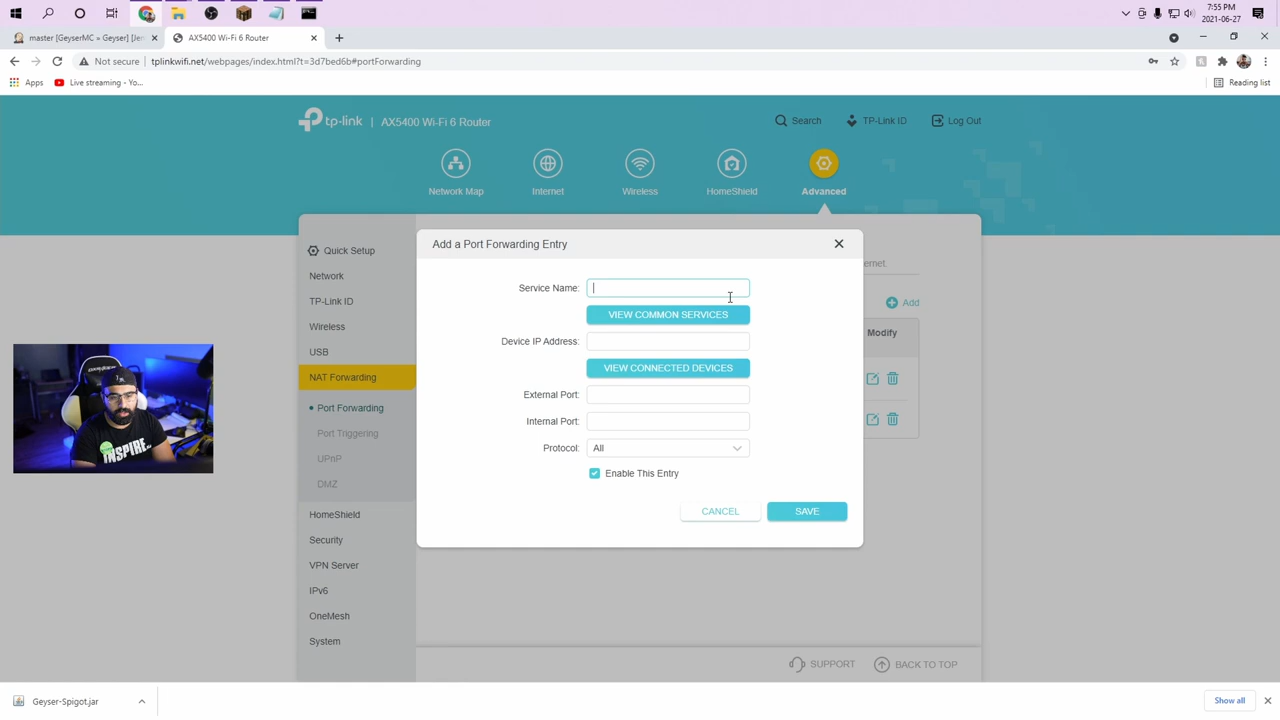 7:55 PM
2021-06-27
master [GeyserMC » Geyser] [Jen
AX5400 Wi-Fi 6 Router
Not secure
tplinkwifi.net/webpages/index.html?t=3d7bed6b#portForwarding
Apps
Live streaming - Yo...
Reading list
tp-link | AX5400 Wi-Fi 6 Router
Search
TP-Link ID
Log Out
Network Map
Internet
Wireless
HomeShield
Advanced
Quick Setup
Network
TP-Link ID
Wireless
USB
NAT Forwarding
Port Forwarding
Port Triggering
UPnP
DMZ
HomeShield
Security
VPN Server
IPv6
OneMesh
System
Add a Port Forwarding Entry
ernet.
Add
Modify
Service Name:
VIEW COMMON SERVICES
Device IP Address:
VIEW CONNECTED DEVICES
External Port:
Internal Port:
Protocol: All
Enable This Entry
CANCEL
SAVE
INSPIRE
SUPPORT
BACK TO TOP
Geyser-Spigot.jar
Show all